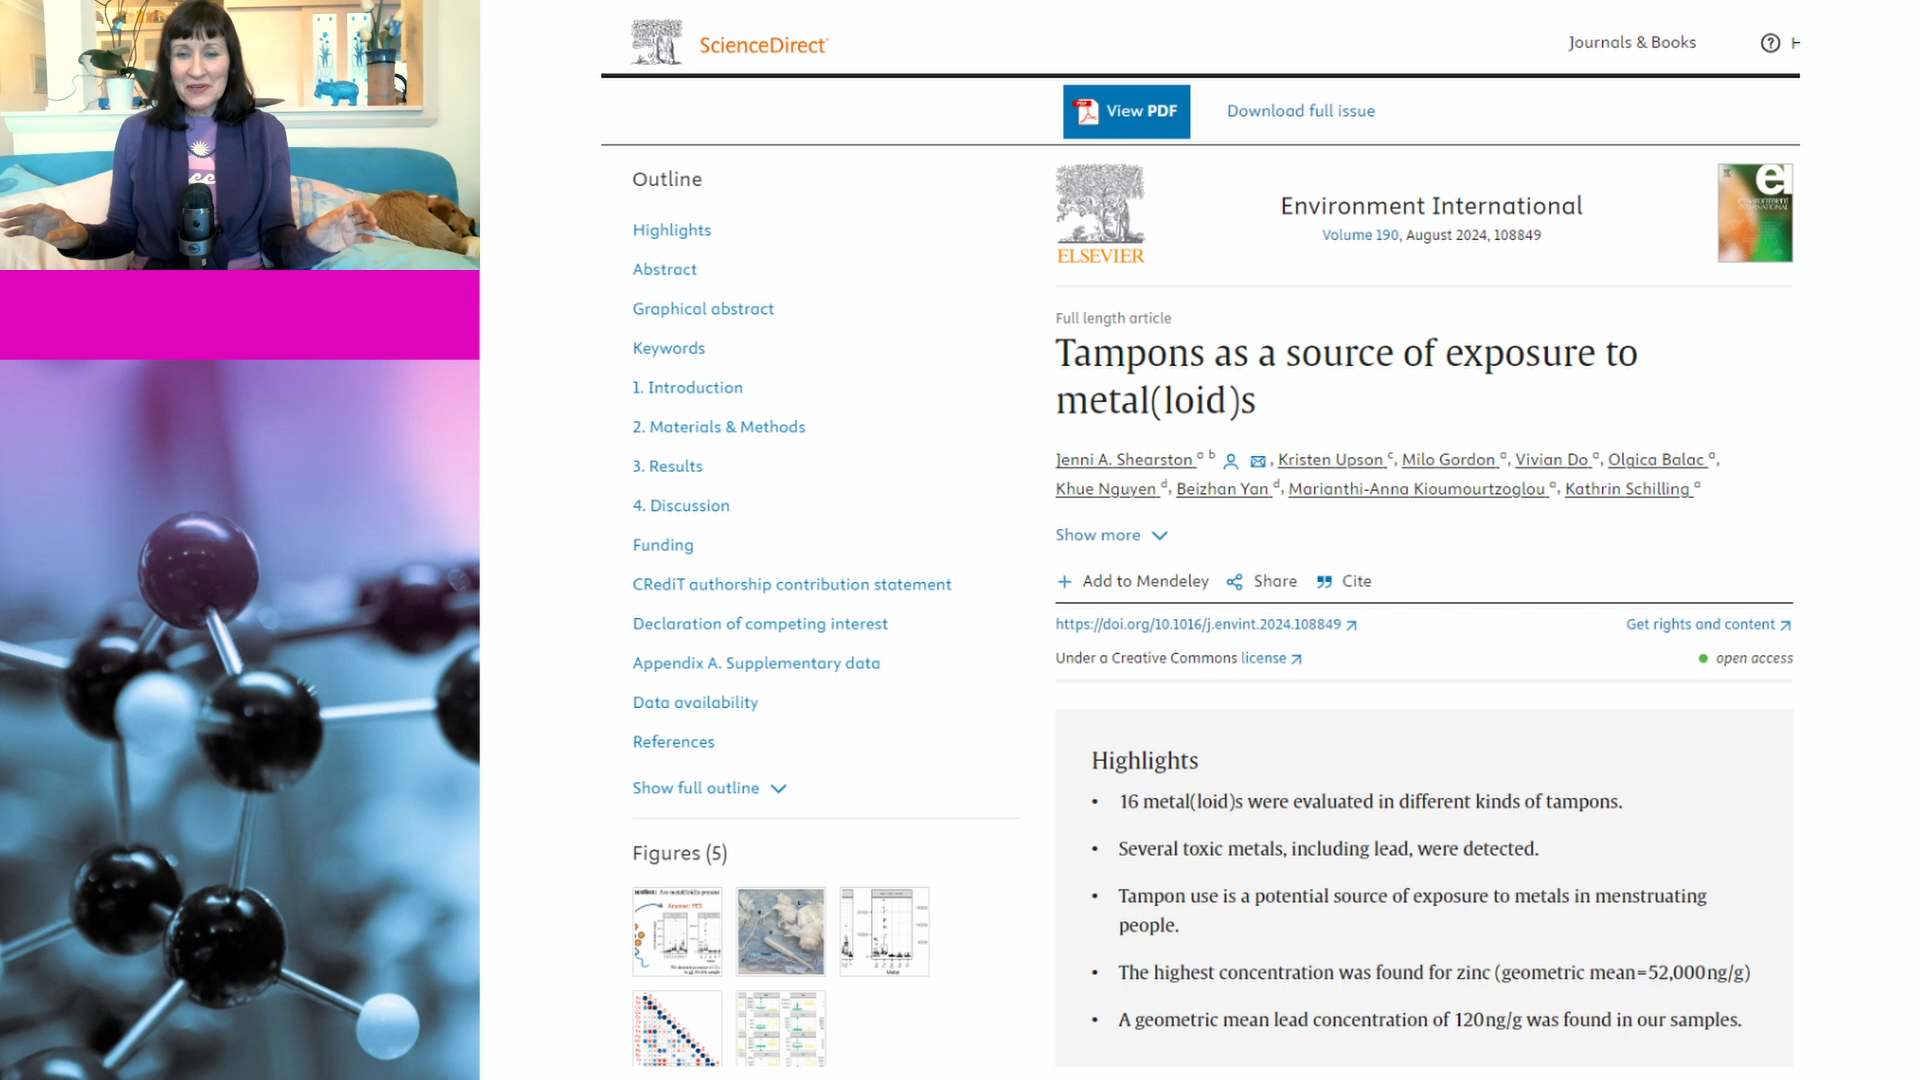 ScienceDirect
Journals & Books
View PDF
Download full issue
Outline
Highlights
Abstract
Graphical abstract
Keywords
1. Introduction
2. Materials & Methods
3. Results
4. Discussion
Funding
CRediT authorship contribution statement
Declaration of competing interest
Appendix A. Supplementary data
Data availability
References
Show full outline
Figures (5)
Answer: YES
ELSEVIER
Environment International
Volume 190, August 2024, 108849
Full length article
Tampons as a source of exposure to
metal(loid)s
Jenni A. Shearston a b, Kristen Upson c, Milo Gordon a, Vivian Do a, Olgica Balac a,
Khue Nguyen d, Beizhan Yan d, Marianthi-Anna Kioumourtzoglou a, Kathrin Schilling a
Show more
+ Add to Mendeley Share Cite
https://doi.org/10.1016/j.envint.2024.108849
Get rights and content
Under a Creative Commons license
open access
Highlights
• 16 metal(loid)s were evaluated in different kinds of tampons.
• Several toxic metals, including lead, were detected.
• Tampon use is a potential source of exposure to metals in menstruating
people.
• The highest concentration was found for zinc (geometric mean=52,000ng/g)
• A geometric mean lead concentration of 120ng/g was found in our samples.